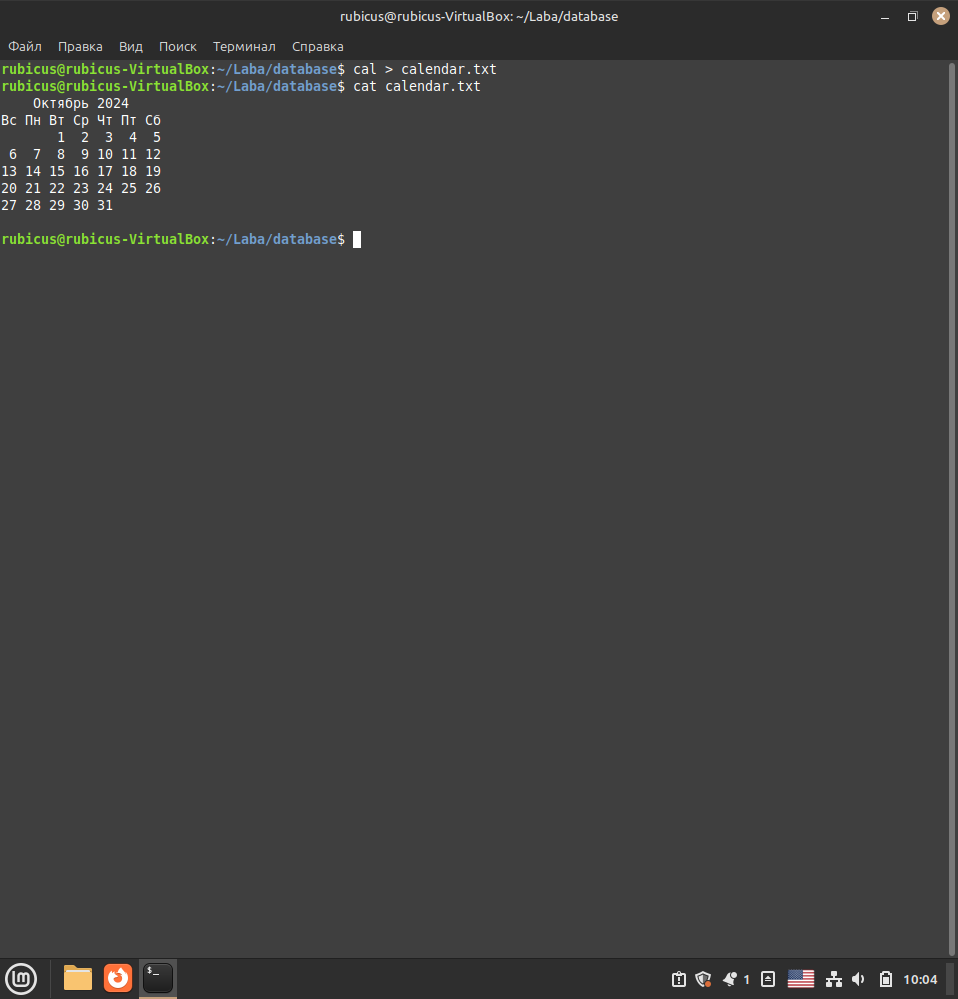 rubicus@rubicus-VirtualBox: ~/Laba/database
Файл Правка Вид Поиск Терминал Справка
rubicus@rubicus-VirtualBox:~/Laba/database$ cal > calendar.txt
rubicus@rubicus-VirtualBox:~/Laba/database$ cat calendar.txt
    Октябрь 2024
Вс Пн Вт Ср Чт Пт Сб
       1  2  3  4  5
 6  7  8  9 10 11 12
13 14 15 16 17 18 19
20 21 22 23 24 25 26
27 28 29 30 31
rubicus@rubicus-VirtualBox:~/Laba/database$
$_ 1 10:04